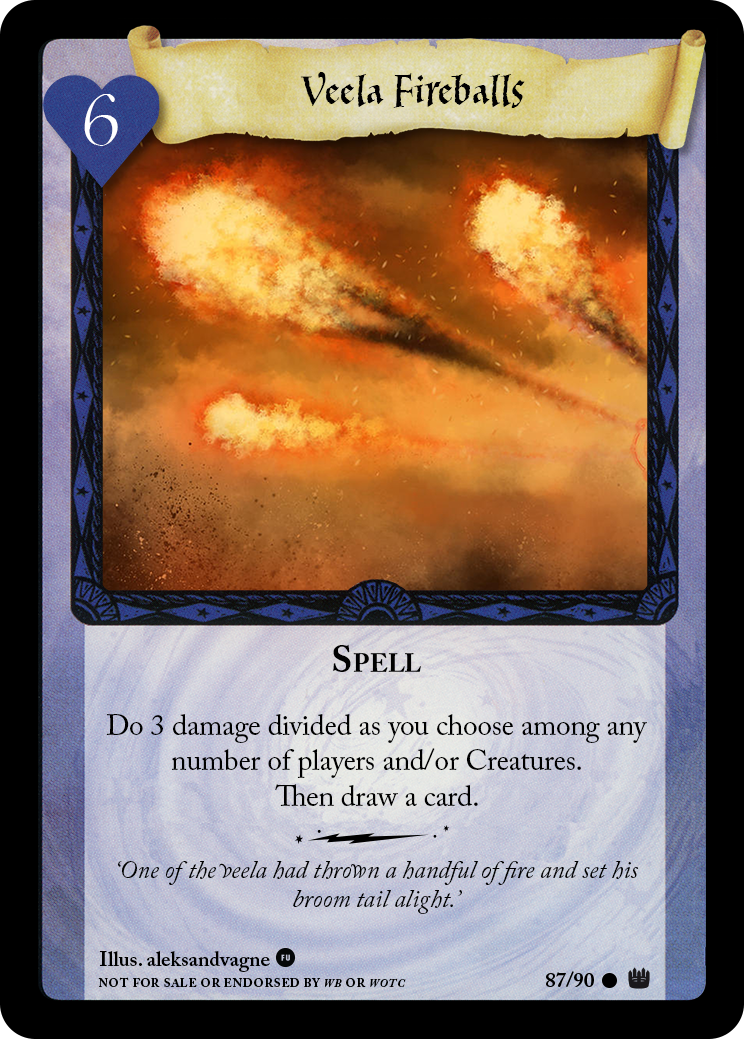 Veela Fireballs
6
SPELL
Do 3 damage divided as you choose among any
number of players and/or Creatures.
Then draw a card.
‘One of the veela had thrown a handful of fire and set his
broom tail alight.’
Illus. aleksandvagne FU
NOT FOR SALE OR ENDORSED BY WB OR WOTC
87/90